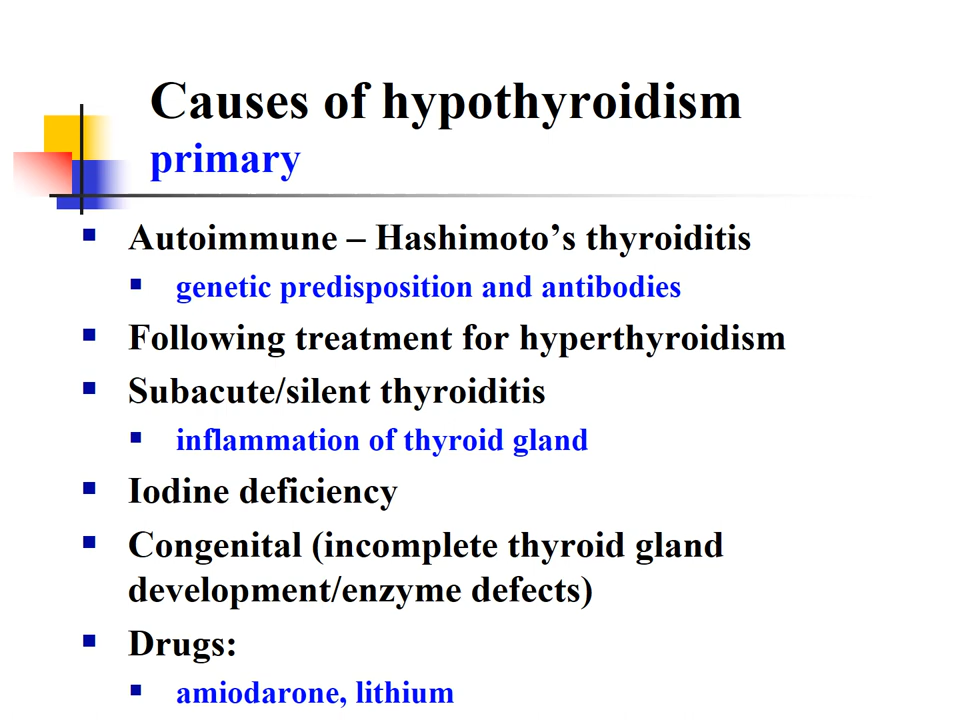 Causes of hypothyroidism
primary
Autoimmune – Hashimoto’s thyroiditis
genetic predisposition and antibodies
Following treatment for hyperthyroidism
Subacute/silent thyroiditis
inflammation of thyroid gland
Iodine deficiency
Congenital (incomplete thyroid gland
development/enzyme defects)
Drugs:
amiodarone, lithium